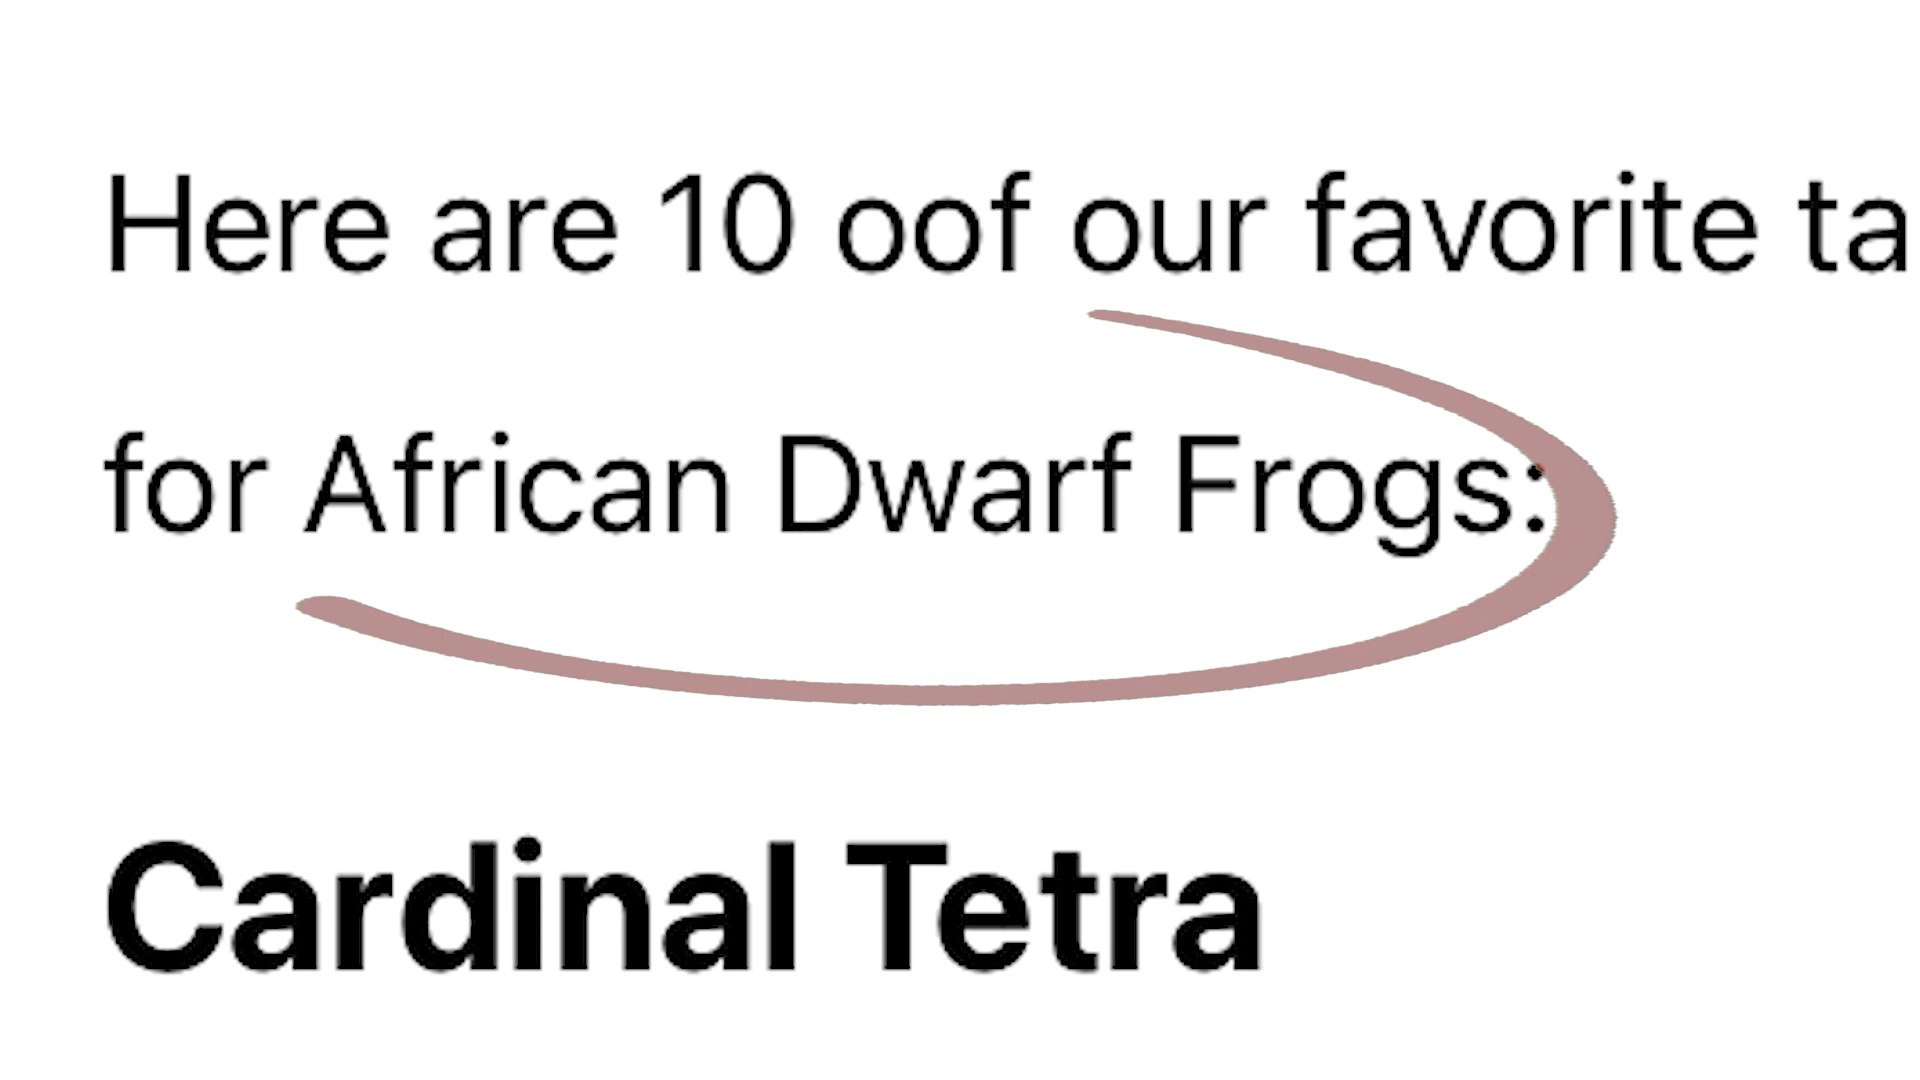 Here are 10 oof our favorite ta
for African Dwarf Frogs:
Cardinal Tetra